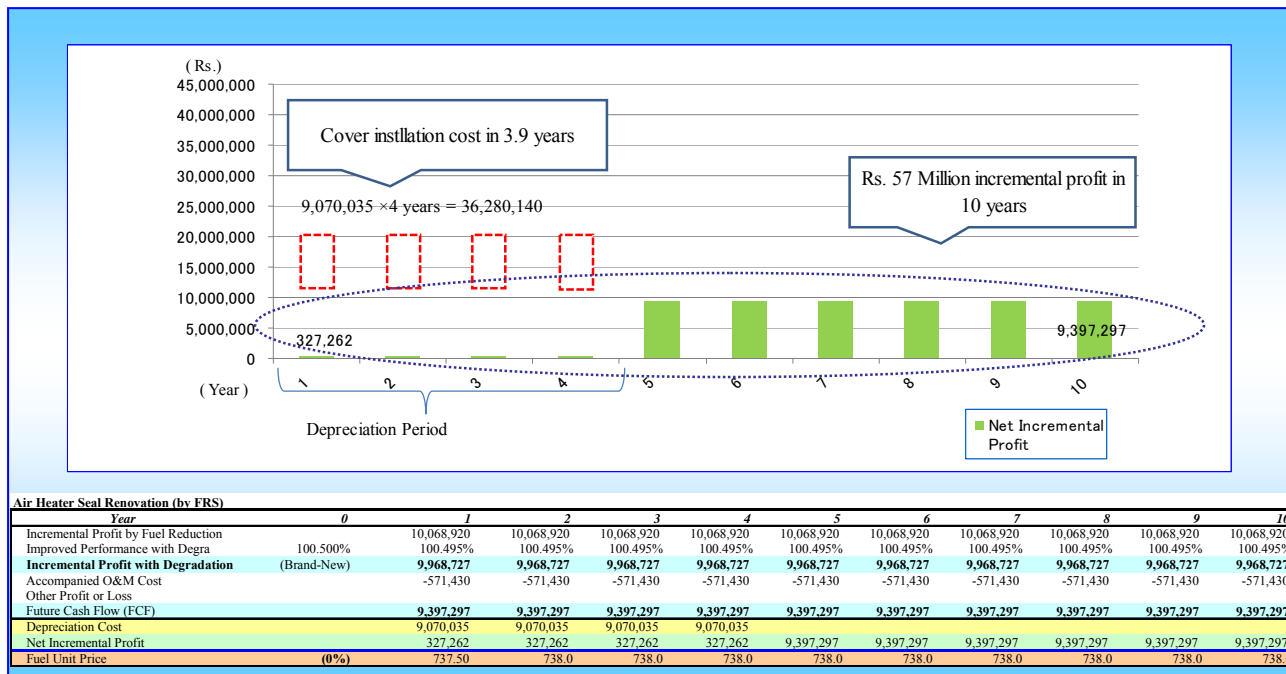 ( Rs.)
45,000,000
40,000,000
35,000,000
30,000,000
25,000,000
20,000,000
15,000,000
10,000,000
5,000,000
0
Cover instllation cost in 3.9 years
9,070,035 ×4 years = 36,280,140
Rs. 57 Million incremental profit in
10 years
327,262
9,397,297
( Year )
1 2 3 4 5 6 7 8 9 10
Depreciation Period
Net Incremental
Profit
Air Heater Seal Renovation (by FRS)
Year 0 1 2 3 4 5 6 7 8 9 10
Incremental Profit by Fuel Reduction 10,068,920 10,068,920 10,068,920 10,068,920 10,068,920 10,068,920 10,068,920 10,068,920 10,068,920 10,068,920
Improved Performance with Degra 100.500% 100.495% 100.495% 100.495% 100.495% 100.495% 100.495% 100.495% 100.495% 100.495% 100.495%
Incremental Profit with Degradation (Brand-New) 9,968,727 9,968,727 9,968,727 9,968,727 9,968,727 9,968,727 9,968,727 9,968,727 9,968,727 9,968,727
Accompanied O&M Cost -571,430 -571,430 -571,430 -571,430 -571,430 -571,430 -571,430 -571,430 -571,430 -571,430
Other Profit or Loss
Future Cash Flow (FCF) 9,397,297 9,397,297 9,397,297 9,397,297 9,397,297 9,397,297 9,397,297 9,397,297 9,397,297 9,397,297
Depreciation Cost 9,070,035 9,070,035 9,070,035 9,070,035
Net Incremental Profit 327,262 327,262 327,262 327,262 9,397,297 9,397,297 9,397,297 9,397,297 9,397,297 9,397,297
Fuel Unit Price (0%) 737.50 738.0 738.0 738.0 738.0 738.0 738.0 738.0 738.0 738.0